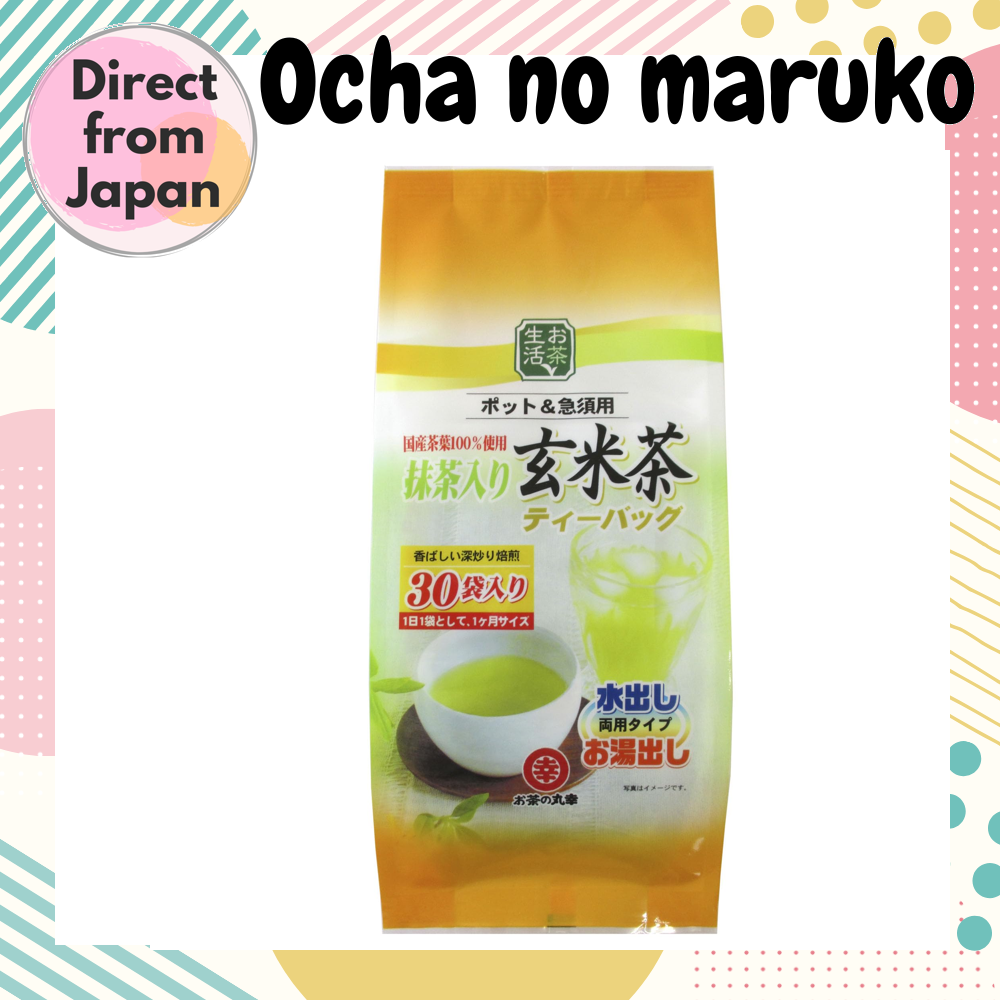 Direct
from
Japan
Ocha no maruko
お茶
生活
ポット&急須用
国産茶葉100%使用
抹茶入り
玄米茶
ティーバッグ
香ばしい深炒り焙煎
30袋入り
1日1袋として、1ヶ月サイズ
水出し
両用タイプ
お湯出し
幸
お茶の丸幸
写真はイメージです。